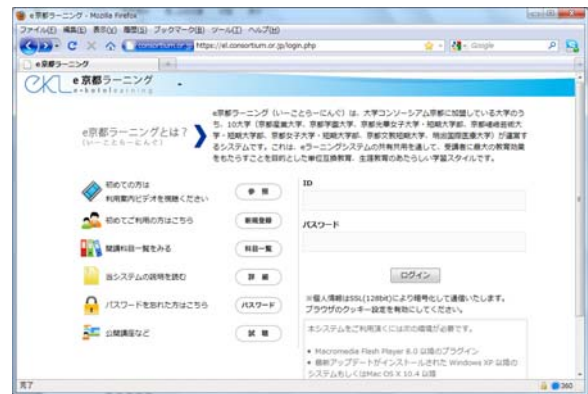 e京都ラーニング - Mozilla Firefox
ファイル(F) 編集(E) 表示(V) 履歴(S) ブックマーク(B) ツール(T) ヘルプ(H)
consortium.or.jp https://el.consortium.or.jp/login.php
Google
e京都ラーニング
EKL e京都ラーニング
e-kotolearning
e京都ラーニングとは?
(いーことらーにんぐ)
e京都ラーニング(いーことらーにんぐ)は、大学コンソーシアム京都に加盟している大学のう
ち、10大学(京都産業大学、京都学園大学、京都光華女子大学・短期大学部、京都嵯峨芸術大
学・短期大学部、京都女子大学・短期大学部、京都文教短期大学、明治国際医療大学)が運営す
るシステムです。これは、eラーニングシステムの共有共用を通して、受講者に最大の教育効果
をもたらすことを目的とした単位互換教育、生涯教育のあたらしい学習スタイルです。
初めての方は
利用案内ビデオを視聴ください
参 照
初めてご利用の方はこちら
新規登録
開講科目一覧をみる
科目一覧
当システムの説明を読む
詳 細
パスワードを忘れた方はこちら
パスワード
公開講座など
試 聴
ID
パスワード
ログイン
※個人情報はSSL(128bit)により暗号化して通信いたします。
ブラウザのクッキー設定を有効にしてください。
本システムをご利用頂くには次の環境が必要です。
• Macromedia Flash Player 8.0 以降のプラグイン
• 最新アップデートがインストールされた Windows XP 以降の
システムもしくはMac OS X 10.4 以降
完了
360